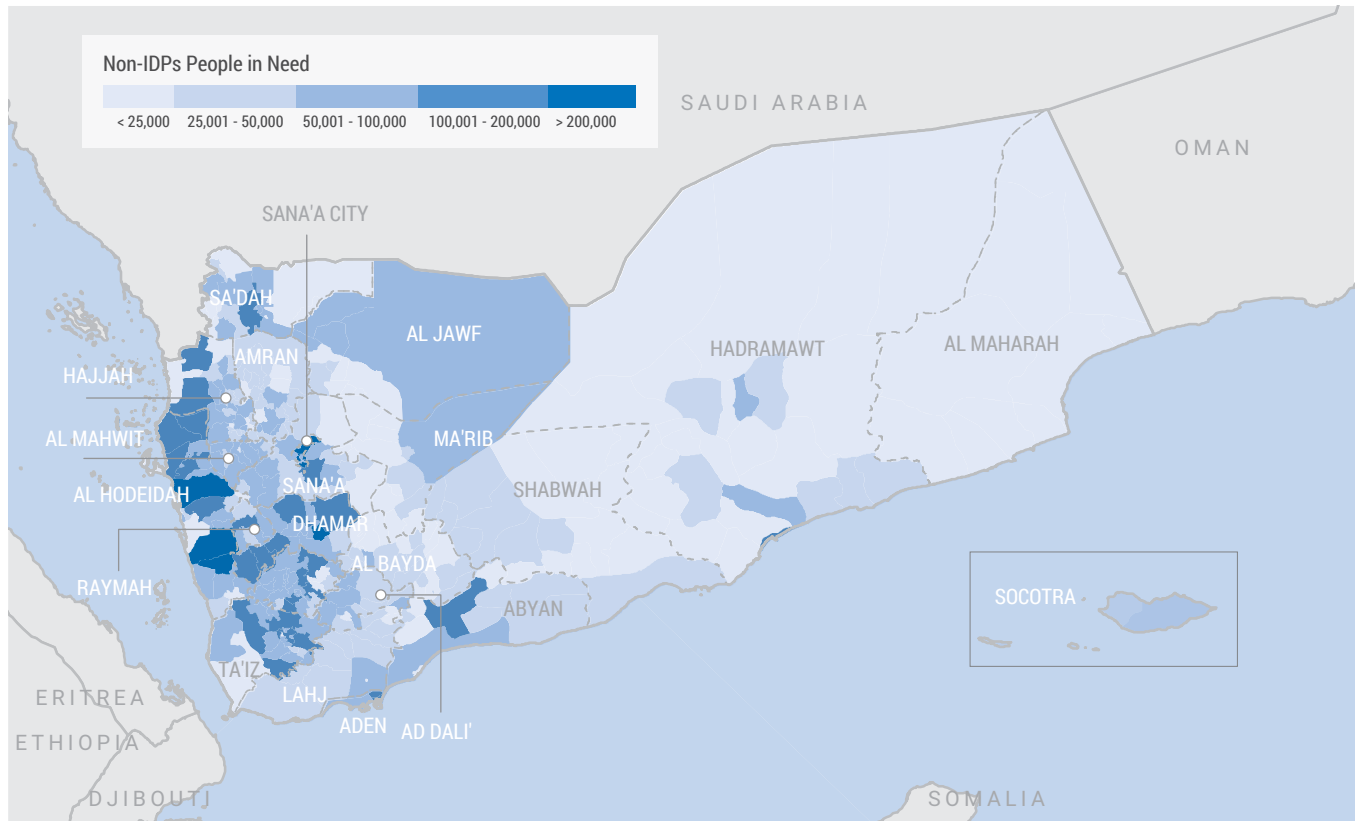 Non-IDPs People in Need
< 25,000 25,001 - 50,000 50,001 - 100,000 100,001 - 200,000 > 200,000
SAUDI ARABIA
OMAN
SANA'A CITY
SA'DAH
AL JAWF
AMRAN
HADRAMAWT
AL MAHARAH
HAJJAH
AL MAHWIT
MA'RIB
SANA'A
AL HODEIDAH
SHABWAH
DHAMAR
AL BAYDA
RAYMAH
ABYAN
SOCOTRA
TA'IZ
LAHJ
ERITREA
ADEN
AD DALI'
ETHIOPIA
DJIBOUTI
SOMALIA